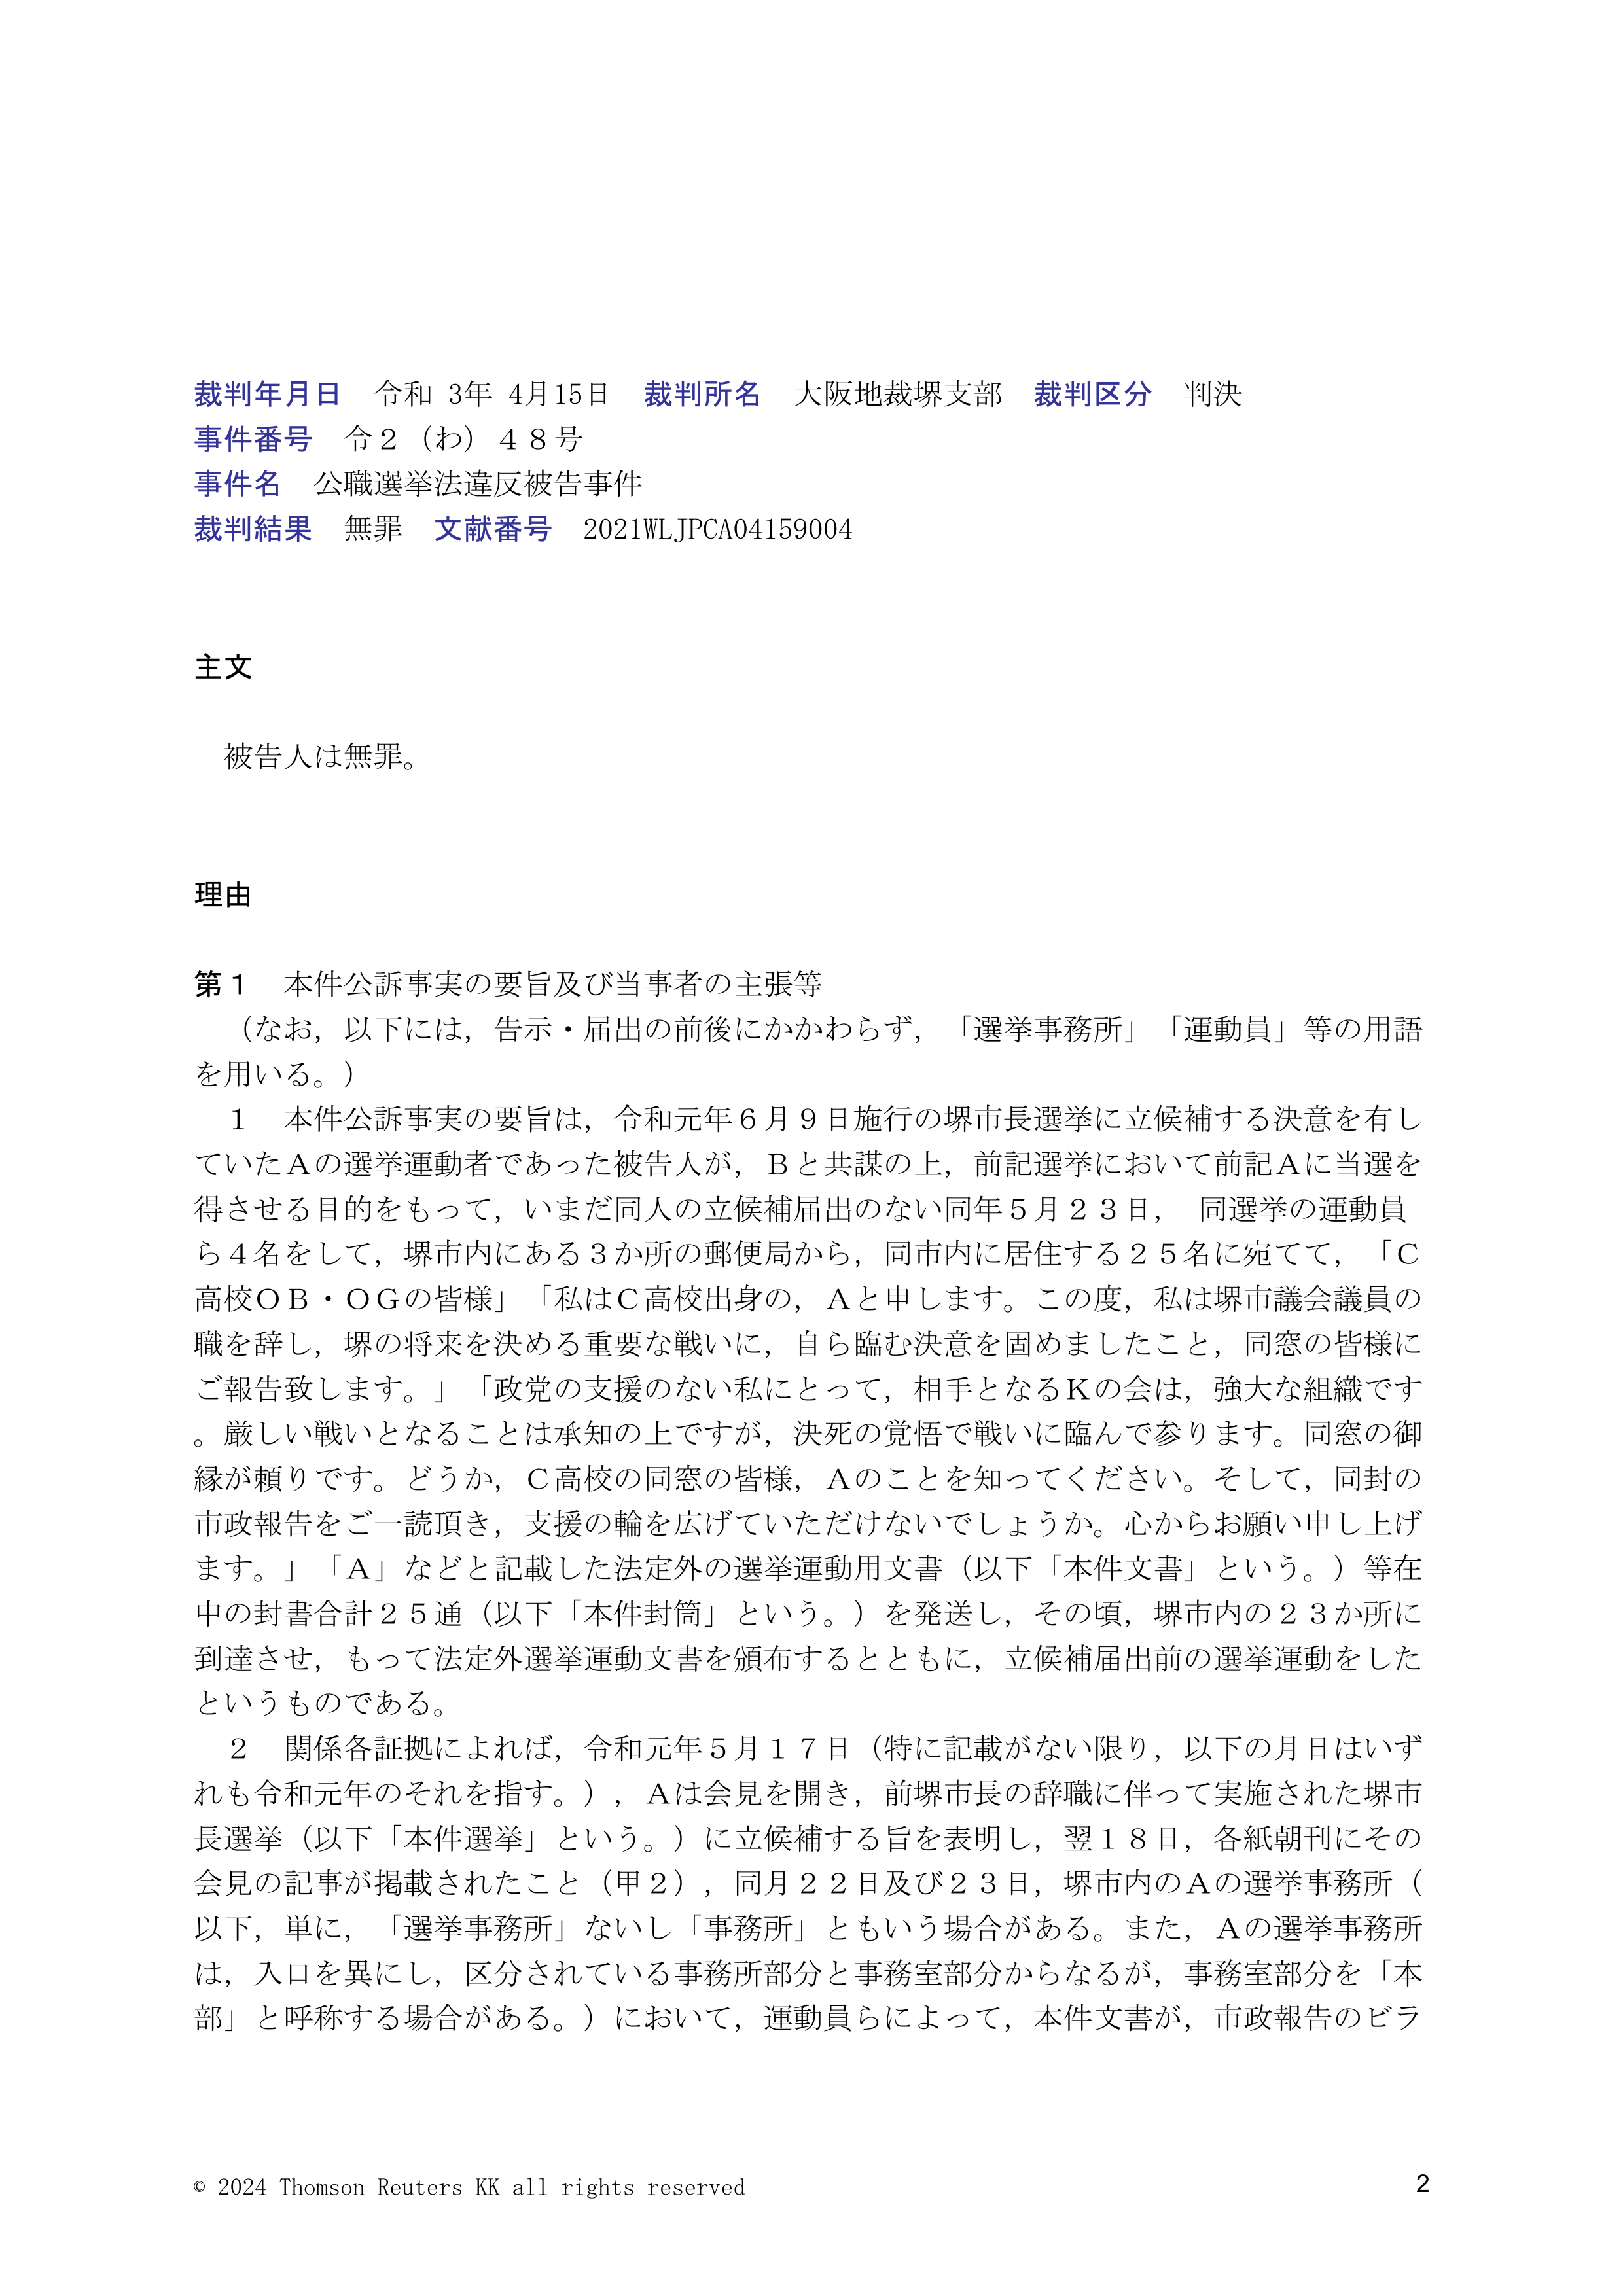 裁判年月日　令和 3年 4月15日　裁判所名　大阪地裁堺支部　裁判区分　判決
事件番号　令２（わ）４８号
事件名　公職選挙法違反被告事件
裁判結果　無罪　文献番号　2021WLJPCA04159004
主文
　被告人は無罪。
理由
第１　本件公訴事実の要旨及び当事者の主張等
　（なお，以下には，告示・届出の前後にかかわらず，「選挙事務所」「運動員」等の用語
を用いる。）
　１　本件公訴事実の要旨は，令和元年６月９日施行の堺市長選挙に立候補する決意を有し
ていたＡの選挙運動者であった被告人が，Ｂと共謀の上，前記選挙において前記Ａに当選を
得させる目的をもって，いまだ同人の立候補届出のない同年５月２３日，　同選挙の運動員
ら４名をして，堺市内にある３か所の郵便局から，同市内に居住する２５名に宛てて，「Ｃ
高校ＯＢ・ＯＧの皆様」「私はＣ高校出身の，Ａと申します。この度，私は堺市議会議員の
職を辞し，堺の将来を決める重要な戦いに，自ら臨む決意を固めましたこと，同窓の皆様に
ご報告致します。」「政党の支援のない私にとって，相手となるＫの会は，強大な組織です
。厳しい戦いとなることは承知の上ですが，決死の覚悟で戦いに臨んで参ります。同窓の御
縁が頼りです。どうか，Ｃ高校の同窓の皆様，Ａのことを知ってください。そして，同封の
市政報告をご一読頂き，支援の輪を広げていただけないでしょうか。心からお願い申し上げ
ます。」「Ａ」などと記載した法定外の選挙運動用文書（以下「本件文書」という。）等在
中の封書合計２５通（以下「本件封筒」という。）を発送し，その頃，堺市内の２３か所に
到達させ，もって法定外選挙運動文書を頒布するとともに，立候補届出前の選挙運動をした
というものである。
　２　関係各証拠によれば，令和元年５月１７日（特に記載がない限り，以下の月日はいず
れも令和元年のそれを指す。），Ａは会見を開き，前堺市長の辞職に伴って実施された堺市
長選挙（以下「本件選挙」という。）に立候補する旨を表明し，翌１８日，各紙朝刊にその
会見の記事が掲載されたこと（甲２），同月２２日及び２３日，堺市内のＡの選挙事務所（
以下，単に，「選挙事務所」ないし「事務所」ともいう場合がある。また，Ａの選挙事務所
は，入口を異にし，区分されている事務所部分と事務室部分からなるが，事務室部分を「本
部」と呼称する場合がある。）において，運動員らによって，本件文書が，市政報告のビラ
© 2024 Thomson Reuters KK all rights reserved
2